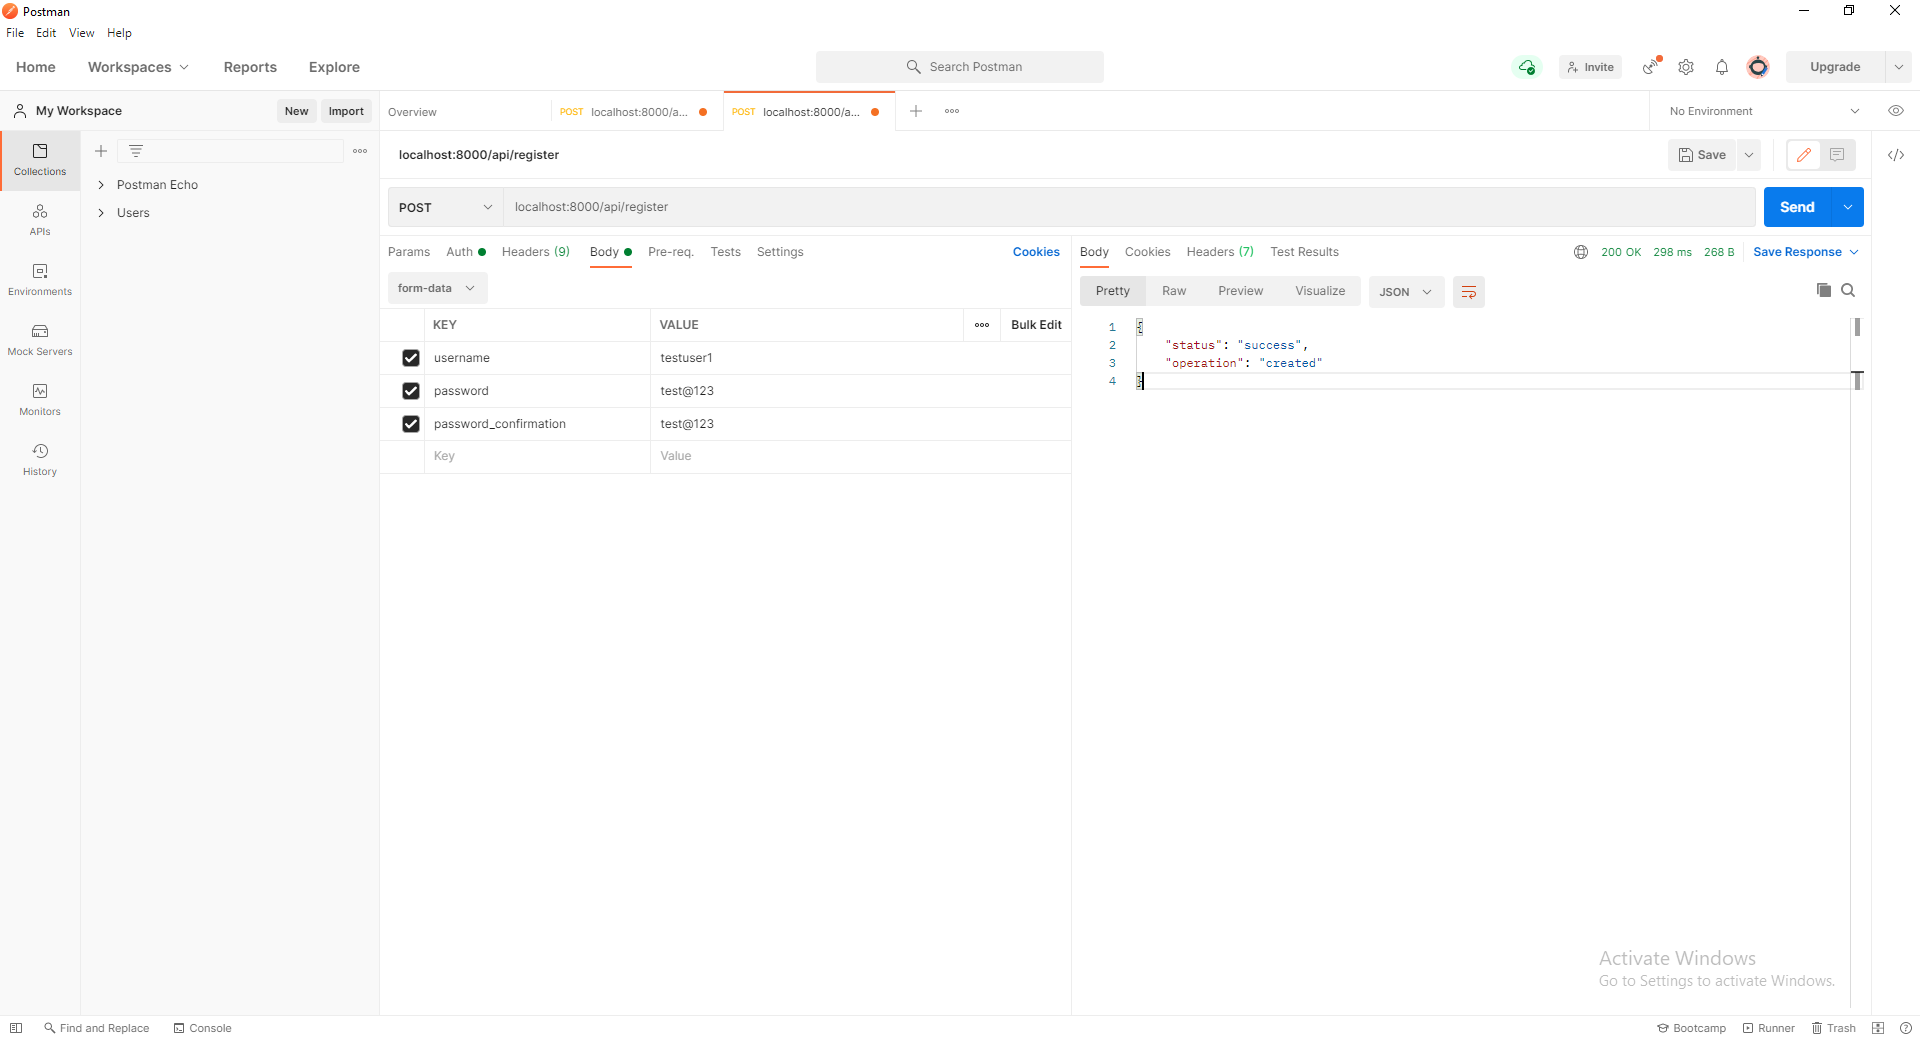 Postman
File Edit View Help
Home Workspaces Reports Explore Search Postman Invite Upgrade
My Workspace New Import Overview POST localhost:8000/a... POST localhost:8000/a... No Environment
Collections
APIs
Environments
Mock Servers
Monitors
History
Postman Echo
Users
localhost:8000/api/register Save
POST localhost:8000/api/register Send
Params Auth Headers (9) Body Pre-req. Tests Settings Cookies
form-data
KEY VALUE Bulk Edit
username testuser1
password test@123
password_confirmation test@123
Key Value
Body Cookies Headers (7) Test Results 200 OK 298 ms 268 B Save Response
Pretty Raw Preview Visualize JSON
1 {
2 "status": "success",
3 "operation": "created"
4 }
Activate Windows
Go to Settings to activate Windows.
Find and Replace Console Bootcamp Runner Trash